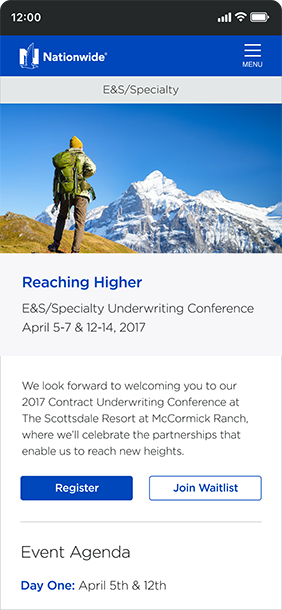 12:00
Nationwide®
MENU
E&S/Specialty
Reaching Higher
E&S/Specialty Underwriting Conference
April 5-7 & 12-14, 2017
We look forward to welcoming you to our
2017 Contract Underwriting Conference at
The Scottsdale Resort at McCormick Ranch,
where we’ll celebrate the partnerships that
enable us to reach new heights.
Register
Join Waitlist
Event Agenda
Day One: April 5th & 12th